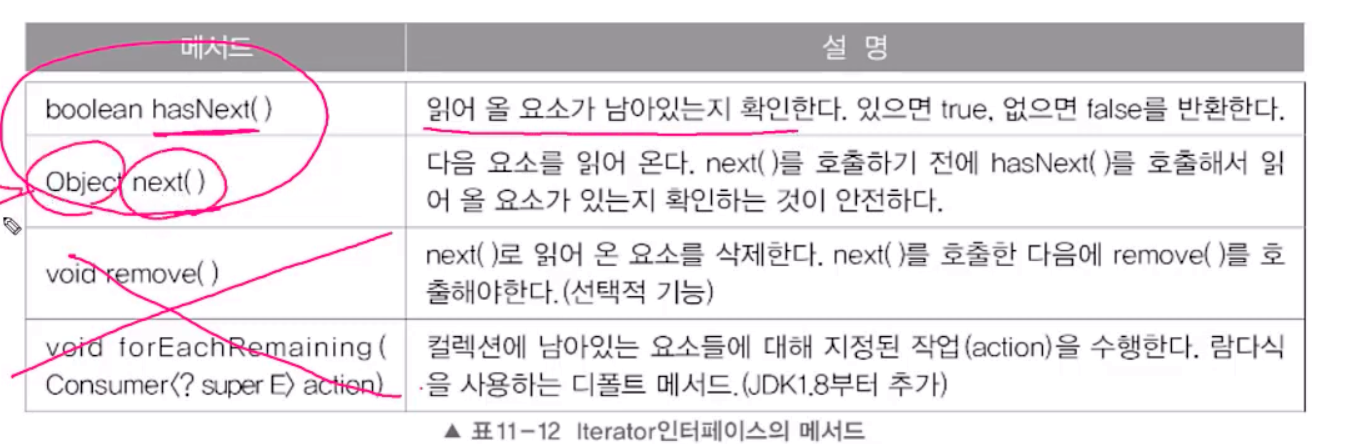 메서드 설 명
boolean hasNext( ) 읽어 올 요소가 남아있는지 확인한다. 있으면 true, 없으면 false를 반환한다.
Object next( ) 다음 요소를 읽어 온다. next( )를 호출하기 전에 hasNext( )를 호출해서 읽
어 올 요소가 있는지 확인하는 것이 안전하다.
void remove( ) next( )로 읽어 온 요소를 삭제한다. next( )를 호출한 다음에 remove( )를 호
출해야한다.(선택적 기능)
void forEachRemaining ( 컬렉션에 남아있는 요소들에 대해 지정된 작업(action)을 수행한다. 람다식
Consumer〈? super E〉 action) 을 사용하는 디폴트 메서드.(JDK1.8부터 추가)
▲ 표11-12 Iterator인터페이스의 메서드